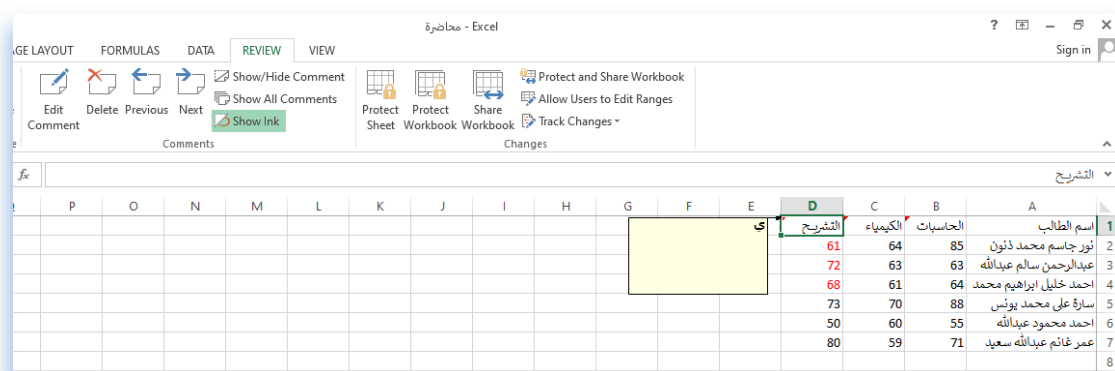 محاضرة - Excel
?
Sign in
GE LAYOUT FORMULAS DATA REVIEW VIEW
Edit Comment
Delete
Previous
Next
Show/Hide Comment
Show All Comments
Show Ink
Comments
Protect Sheet
Protect Workbook
Share Workbook
Protect and Share Workbook
Allow Users to Edit Ranges
Track Changes
Changes
fx
التشريح
P O N M L K J I H G F E D C B A
1 اسم الطالب الحاسبات الكيمياء التشريح
2 نور جاسم محمد ذنون 85 64 61
3 عبدالرحمن سالم عبدالله 63 63 72
4 احمد خليل ابراهيم محمد 64 61 68
5 سارة علي محمد يونس 88 70 73
6 احمد محمود عبدالله 55 60 50
7 عمر غانم عبدالله سعيد 71 59 80
8
ي